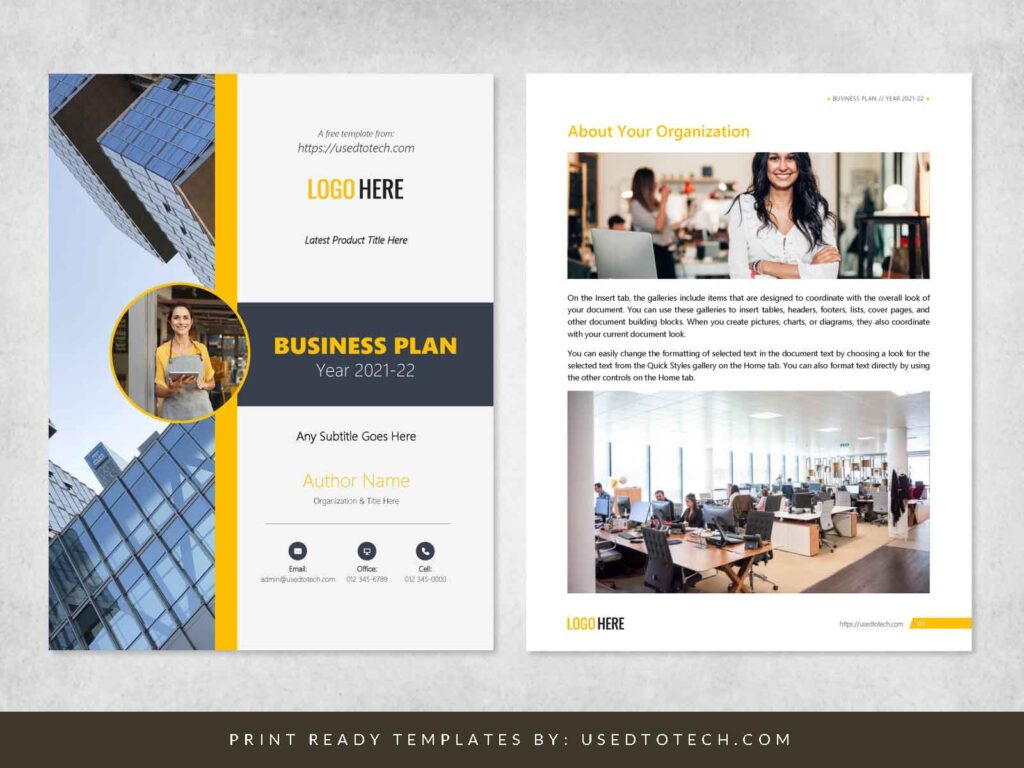 A free template from:
https://usedtotech.com
LOGO HERE
Latest Product Title Here
BUSINESS PLAN
Year 2021-22
Any Subtitle Goes Here
Author Name
Organization & Title Here
Email:
admin@usedtotech.com
Office:
012 345-6789
Cell:
012 345-0000
BUSINESS PLAN // YEAR 2021-22
About Your Organization
On the Insert tab, the galleries include items that are designed to coordinate with the overall look of
your document. You can use these galleries to insert tables, headers, footers, lists, cover pages, and
other document building blocks. When you create pictures, charts, or diagrams, they also coordinate
with your current document look.
You can easily change the formatting of selected text in the document text by choosing a look for the
selected text from the Quick Styles gallery on the Home tab. You can also format text directly by using
the other controls on the Home tab.
LOGO HERE
https://usedtotech.com
01
PRINT READY TEMPLATES BY: USEDTOTECH.COM